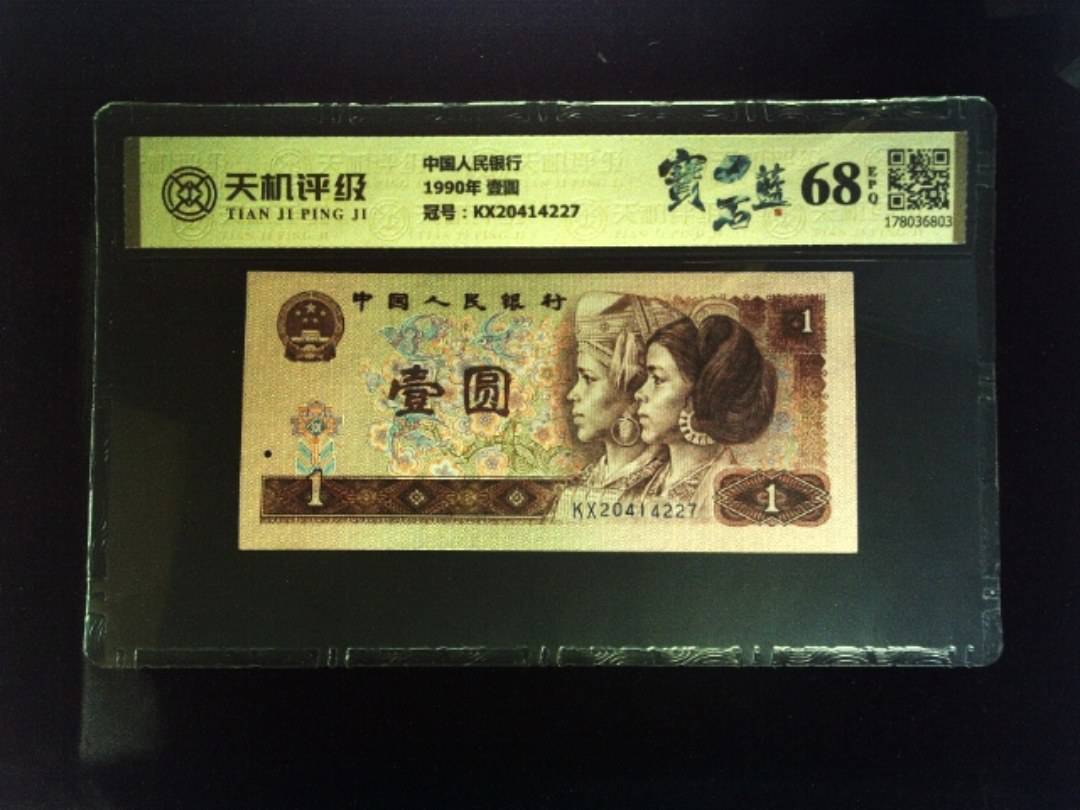 天机评级
TIAN JI PING JI
中国人民银行
1990年 壹圆
冠号：KX20414227
寶石蓝
68
EPQ
178036803
中国人民银行
1
壹圆
1
KX20414227
1